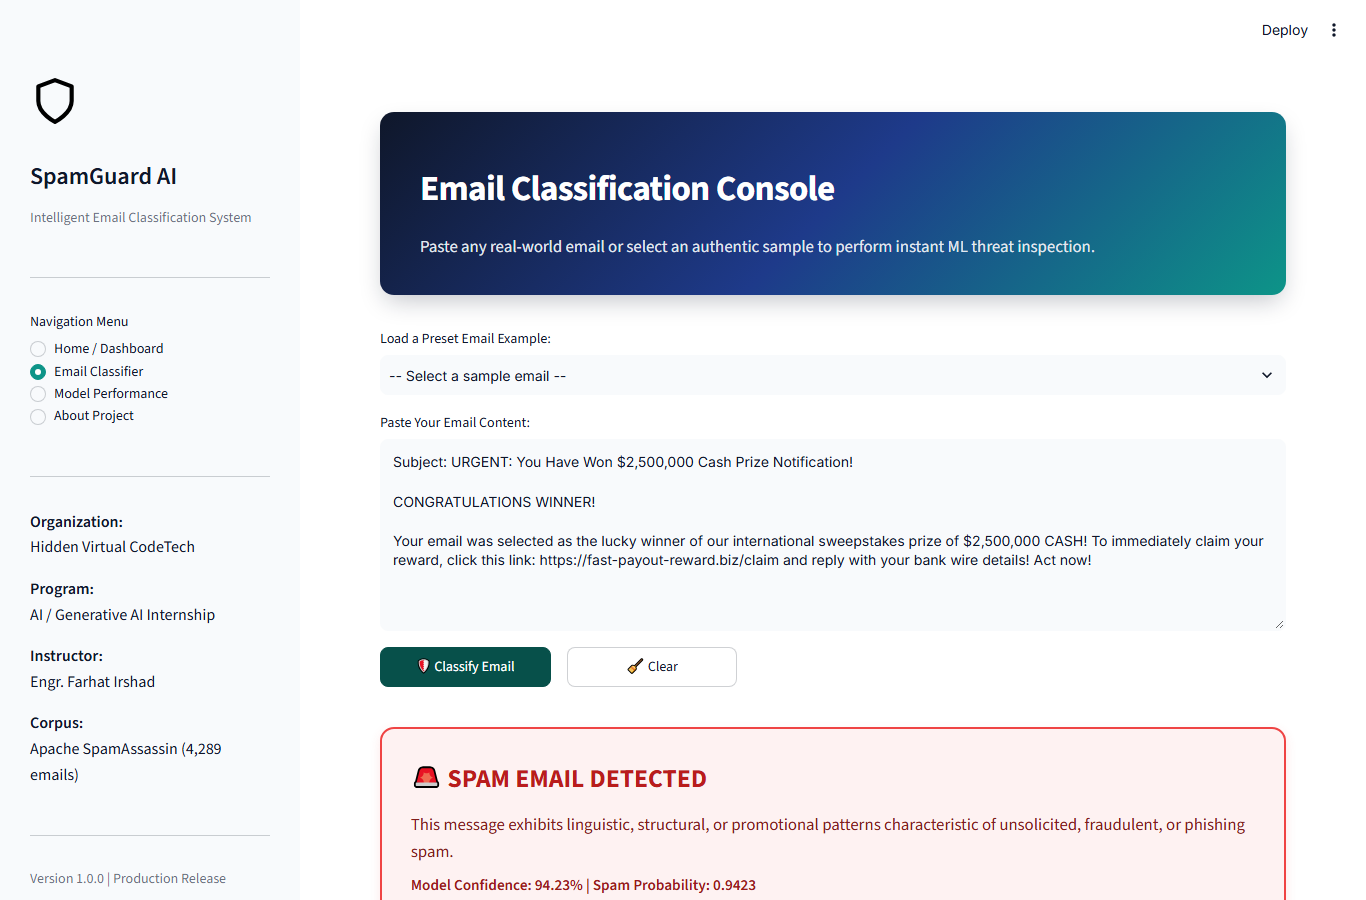 Deploy
SpamGuard AI
Intelligent Email Classification System
Navigation Menu
Home / Dashboard
Email Classifier
Model Performance
About Project
Organization:
Hidden Virtual CodeTech
Program:
AI / Generative AI Internship
Instructor:
Engr. Farhat Irshad
Corpus:
Apache SpamAssassin (4,289
emails)
Version 1.0.0 | Production Release
Email Classification Console
Paste any real-world email or select an authentic sample to perform instant ML threat inspection.
Load a Preset Email Example:
-- Select a sample email --
Paste Your Email Content:
Subject: URGENT: You Have Won $2,500,000 Cash Prize Notification!
CONGRATULATIONS WINNER!
Your email was selected as the lucky winner of our international sweepstakes prize of $2,500,000 CASH! To immediately claim your
reward, click this link: https://fast-payout-reward.biz/claim and reply with your bank wire details! Act now!
Classify Email
Clear
SPAM EMAIL DETECTED
This message exhibits linguistic, structural, or promotional patterns characteristic of unsolicited, fraudulent, or phishing
spam.
Model Confidence: 94.23% | Spam Probability: 0.9423